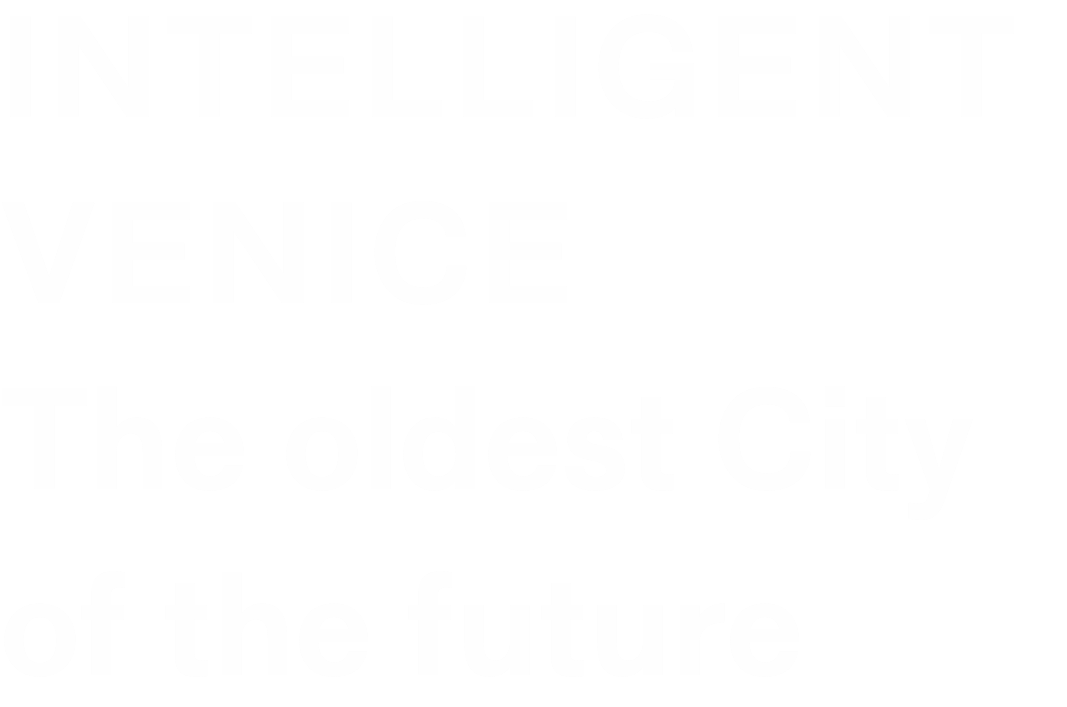 INTELLIGENT
VENICE
The oldest City
of the future